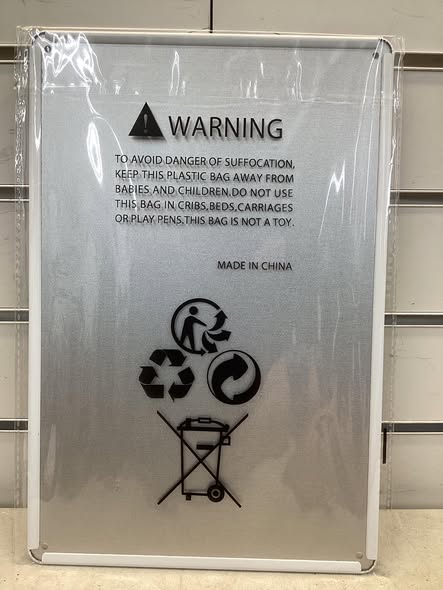 WARNING
TO AVOID DANGER OF SUFFOCATION,
KEEP THIS PLASTIC BAG AWAY FROM
BABIES AND CHILDREN.DO NOT USE
THIS BAG IN CRIBS,BEDS,CARRIAGES
OR PLAY PENS.THIS BAG IS NOT A TOY.
MADE IN CHINA